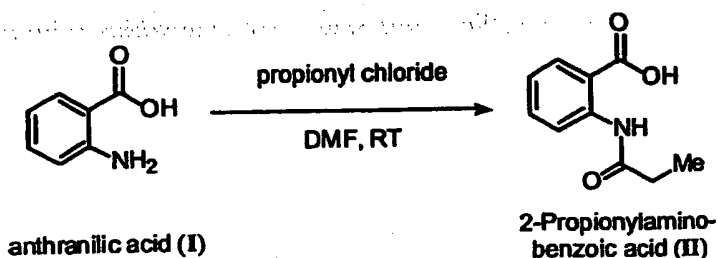 O
OH
NH₂
propionyl chloride
DMF, RT
O
OH
NH
O
Me
anthranilic acid (I)
2-Propionylamino-
benzoic acid (II)